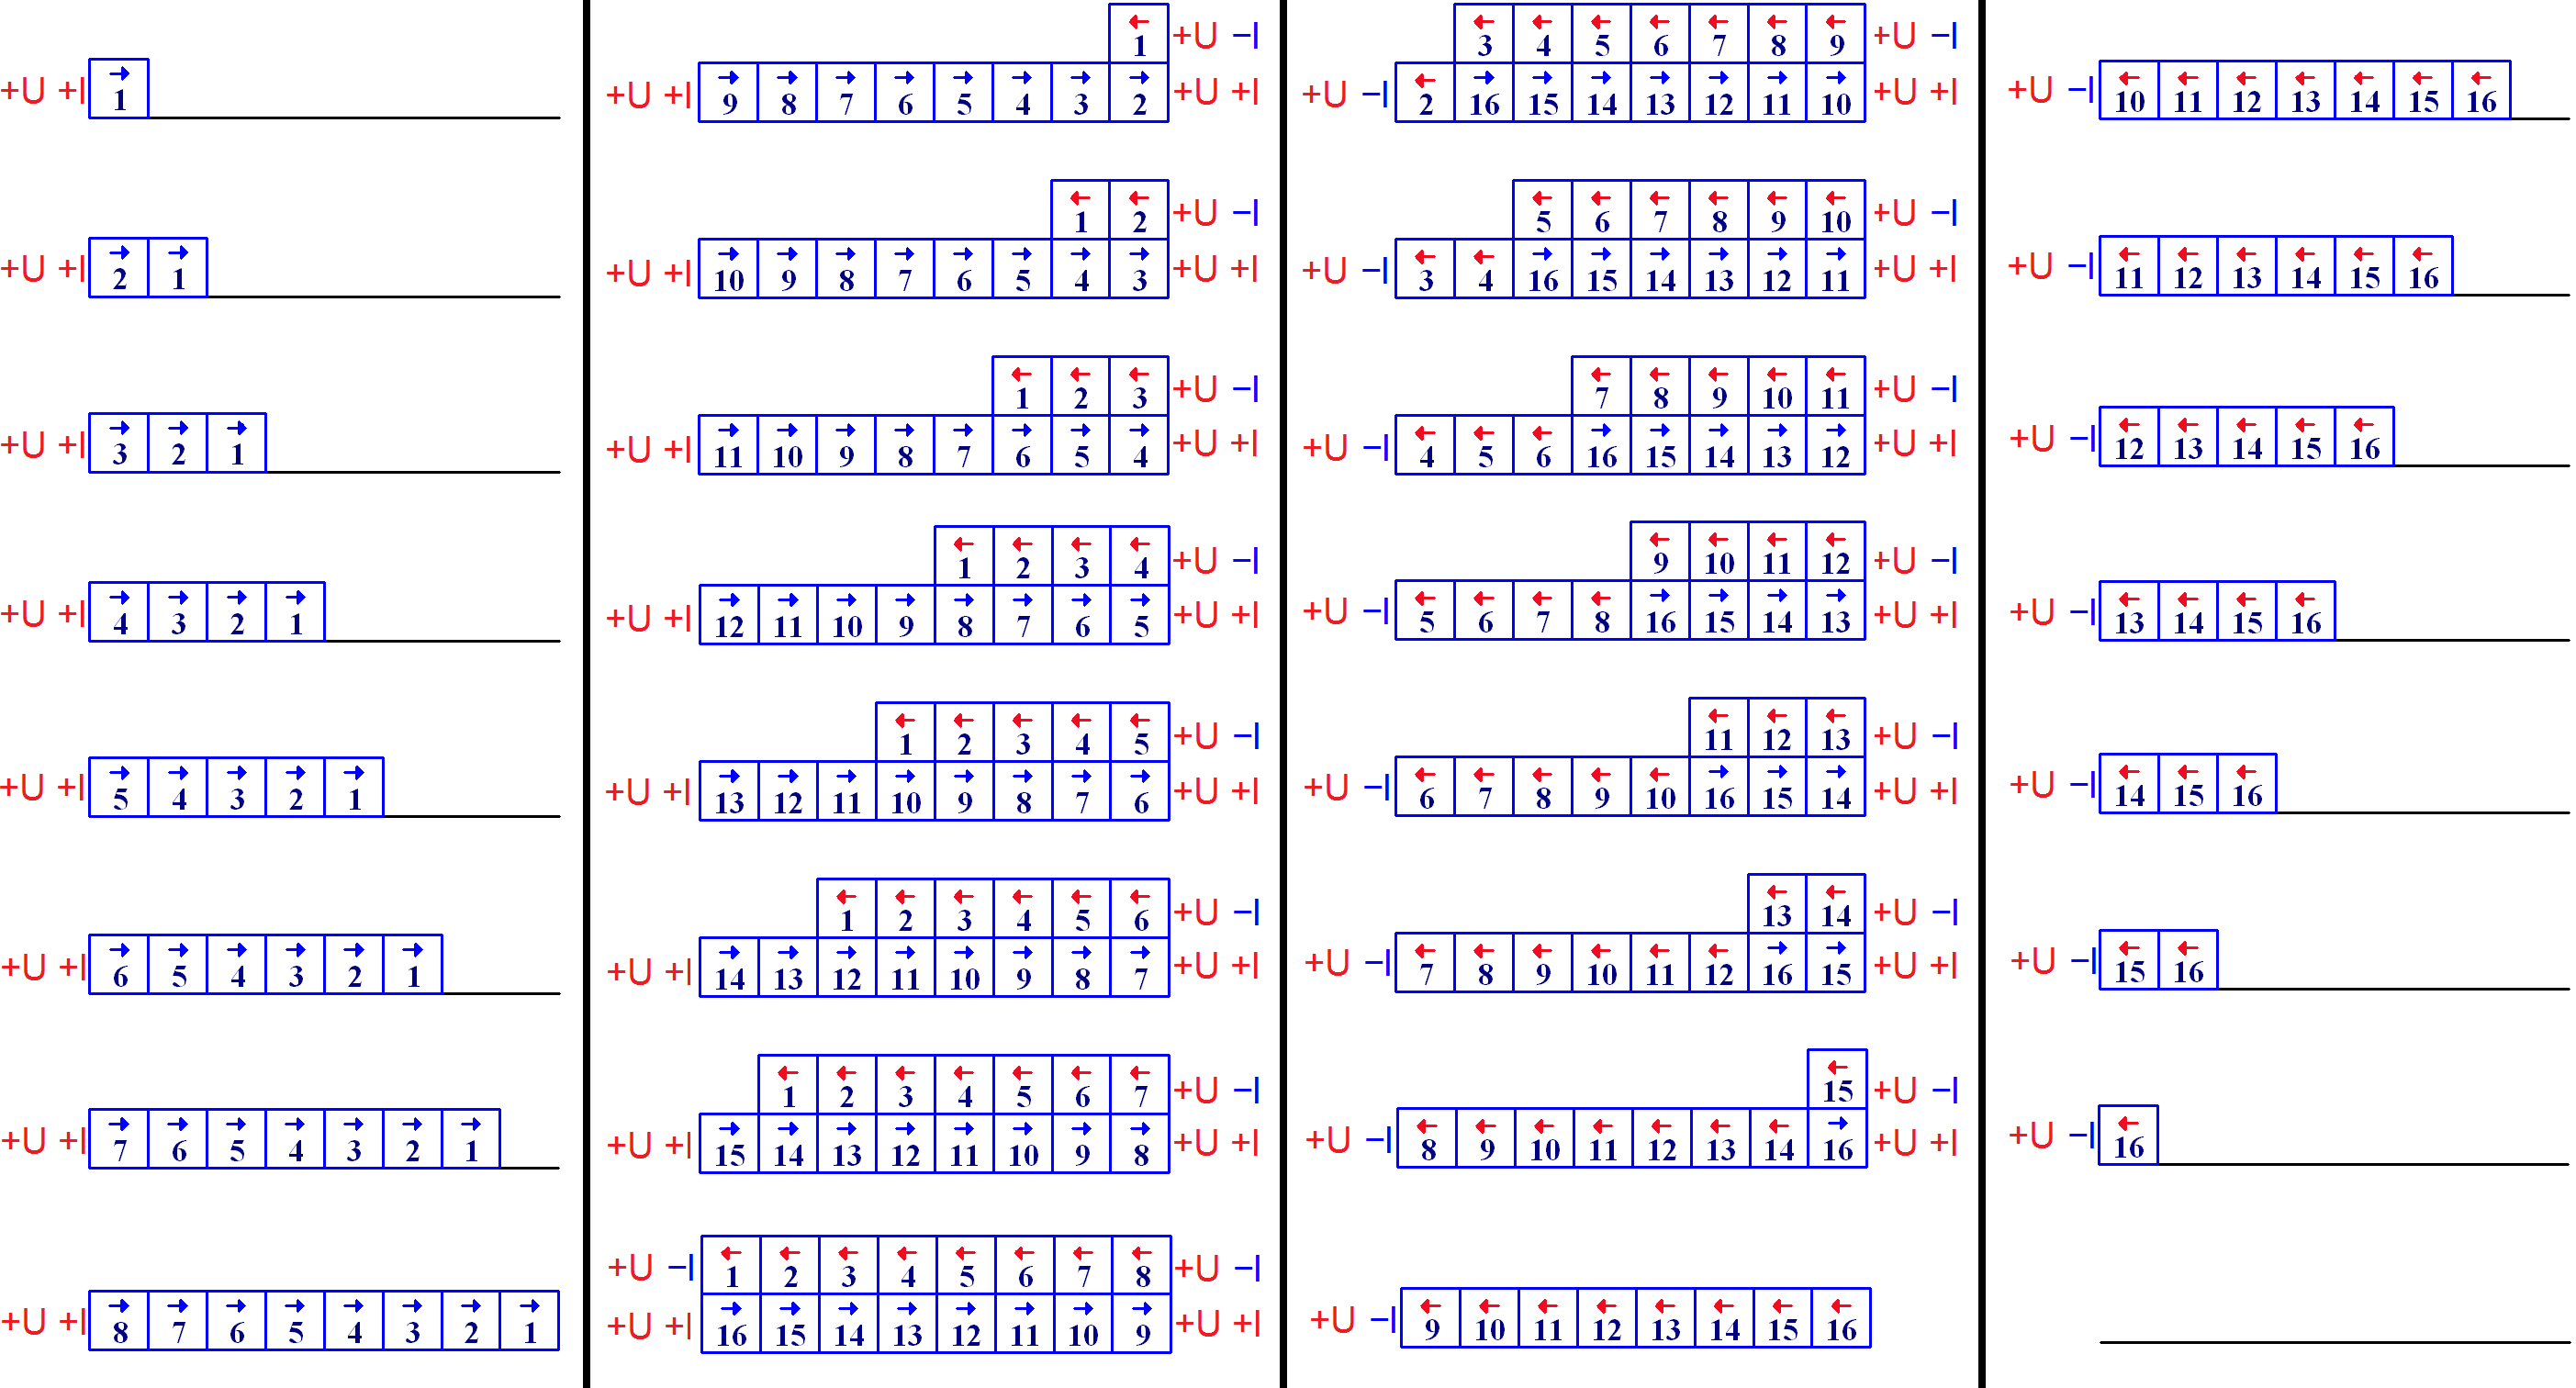 +U +I → 1
+U +I → 2 → 1
+U +I → 3 → 2 → 1
+U +I → 4 → 3 → 2 → 1
+U +I → 5 → 4 → 3 → 2 → 1
+U +I → 6 → 5 → 4 → 3 → 2 → 1
+U +I → 7 → 6 → 5 → 4 → 3 → 2 → 1
+U +I → 8 → 7 → 6 → 5 → 4 → 3 → 2 → 1
← 1 +U −I
+U +I → 9 → 8 → 7 → 6 → 5 → 4 → 3 → 2 +U +I
← 1 ← 2 +U −I
+U +I → 10 → 9 → 8 → 7 → 6 → 5 → 4 → 3 +U +I
← 1 ← 2 ← 3 +U −I
+U +I → 11 → 10 → 9 → 8 → 7 → 6 → 5 → 4 +U +I
← 1 ← 2 ← 3 ← 4 +U −I
+U +I → 12 → 11 → 10 → 9 → 8 → 7 → 6 → 5 +U +I
← 1 ← 2 ← 3 ← 4 ← 5 +U −I
+U +I → 13 → 12 → 11 → 10 → 9 → 8 → 7 → 6 +U +I
← 1 ← 2 ← 3 ← 4 ← 5 ← 6 +U −I
+U +I → 14 → 13 → 12 → 11 → 10 → 9 → 8 → 7 +U +I
← 1 ← 2 ← 3 ← 4 ← 5 ← 6 ← 7 +U −I
+U +I → 15 → 14 → 13 → 12 → 11 → 10 → 9 → 8 +U +I
+U −I ← 1 ← 2 ← 3 ← 4 ← 5 ← 6 ← 7 ← 8 +U −I
+U +I → 16 → 15 → 14 → 13 → 12 → 11 → 10 → 9 +U +I
← 3 ← 4 ← 5 ← 6 ← 7 ← 8 ← 9 +U −I
+U −I ← 2 → 16 → 15 → 14 → 13 → 12 → 11 → 10 +U +I
← 5 ← 6 ← 7 ← 8 ← 9 ← 10 +U −I
+U −I ← 3 ← 4 → 16 → 15 → 14 → 13 → 12 → 11 +U +I
← 7 ← 8 ← 9 ← 10 ← 11 +U −I
+U −I ← 4 ← 5 ← 6 → 16 → 15 → 14 → 13 → 12 +U +I
← 9 ← 10 ← 11 ← 12 +U −I
+U −I ← 5 ← 6 ← 7 ← 8 → 16 → 15 → 14 → 13 +U +I
← 11 ← 12 ← 13 +U −I
+U −I ← 6 ← 7 ← 8 ← 9 ← 10 → 16 → 15 → 14 +U +I
← 13 ← 14 +U −I
+U −I ← 7 ← 8 ← 9 ← 10 ← 11 ← 12 → 16 → 15 +U +I
← 15 +U −I
+U −I ← 8 ← 9 ← 10 ← 11 ← 12 ← 13 ← 14 → 16 +U +I
+U −I ← 9 ← 10 ← 11 ← 12 ← 13 ← 14 ← 15 ← 16
+U −I ← 10 ← 11 ← 12 ← 13 ← 14 ← 15 ← 16
+U −I ← 11 ← 12 ← 13 ← 14 ← 15 ← 16
+U −I ← 12 ← 13 ← 14 ← 15 ← 16
+U −I ← 13 ← 14 ← 15 ← 16
+U −I ← 14 ← 15 ← 16
+U −I ← 15 ← 16
+U −I ← 16